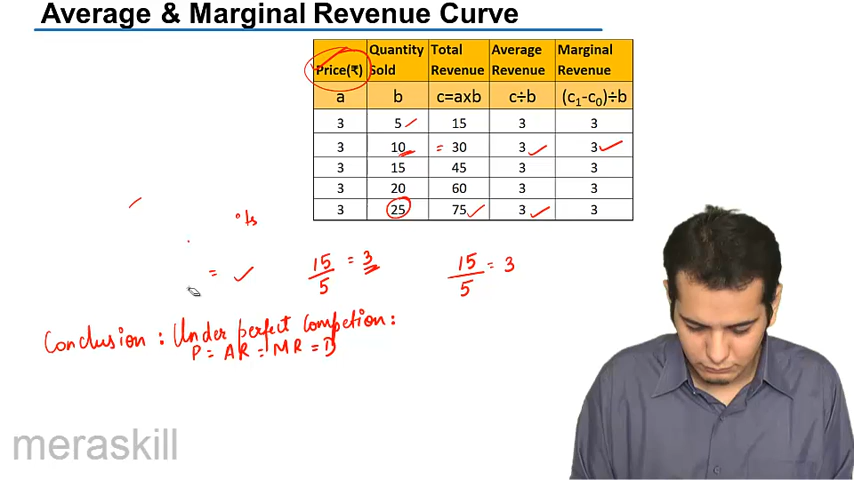 Average & Marginal Revenue Curve
Price(₹) Quantity Sold Total Revenue Average Revenue Marginal Revenue
a b c=axb c÷b (c₁-c₀)÷b
3 5 15 3 3
3 10 = 30 3 3
3 15 45 3 3
3 20 60 3 3
3 25 75 3 3
ts
= 15/5 = 3 15/5 = 3
Conclusion : Under perfect Competion :
P = AR = MR = D
meraskill